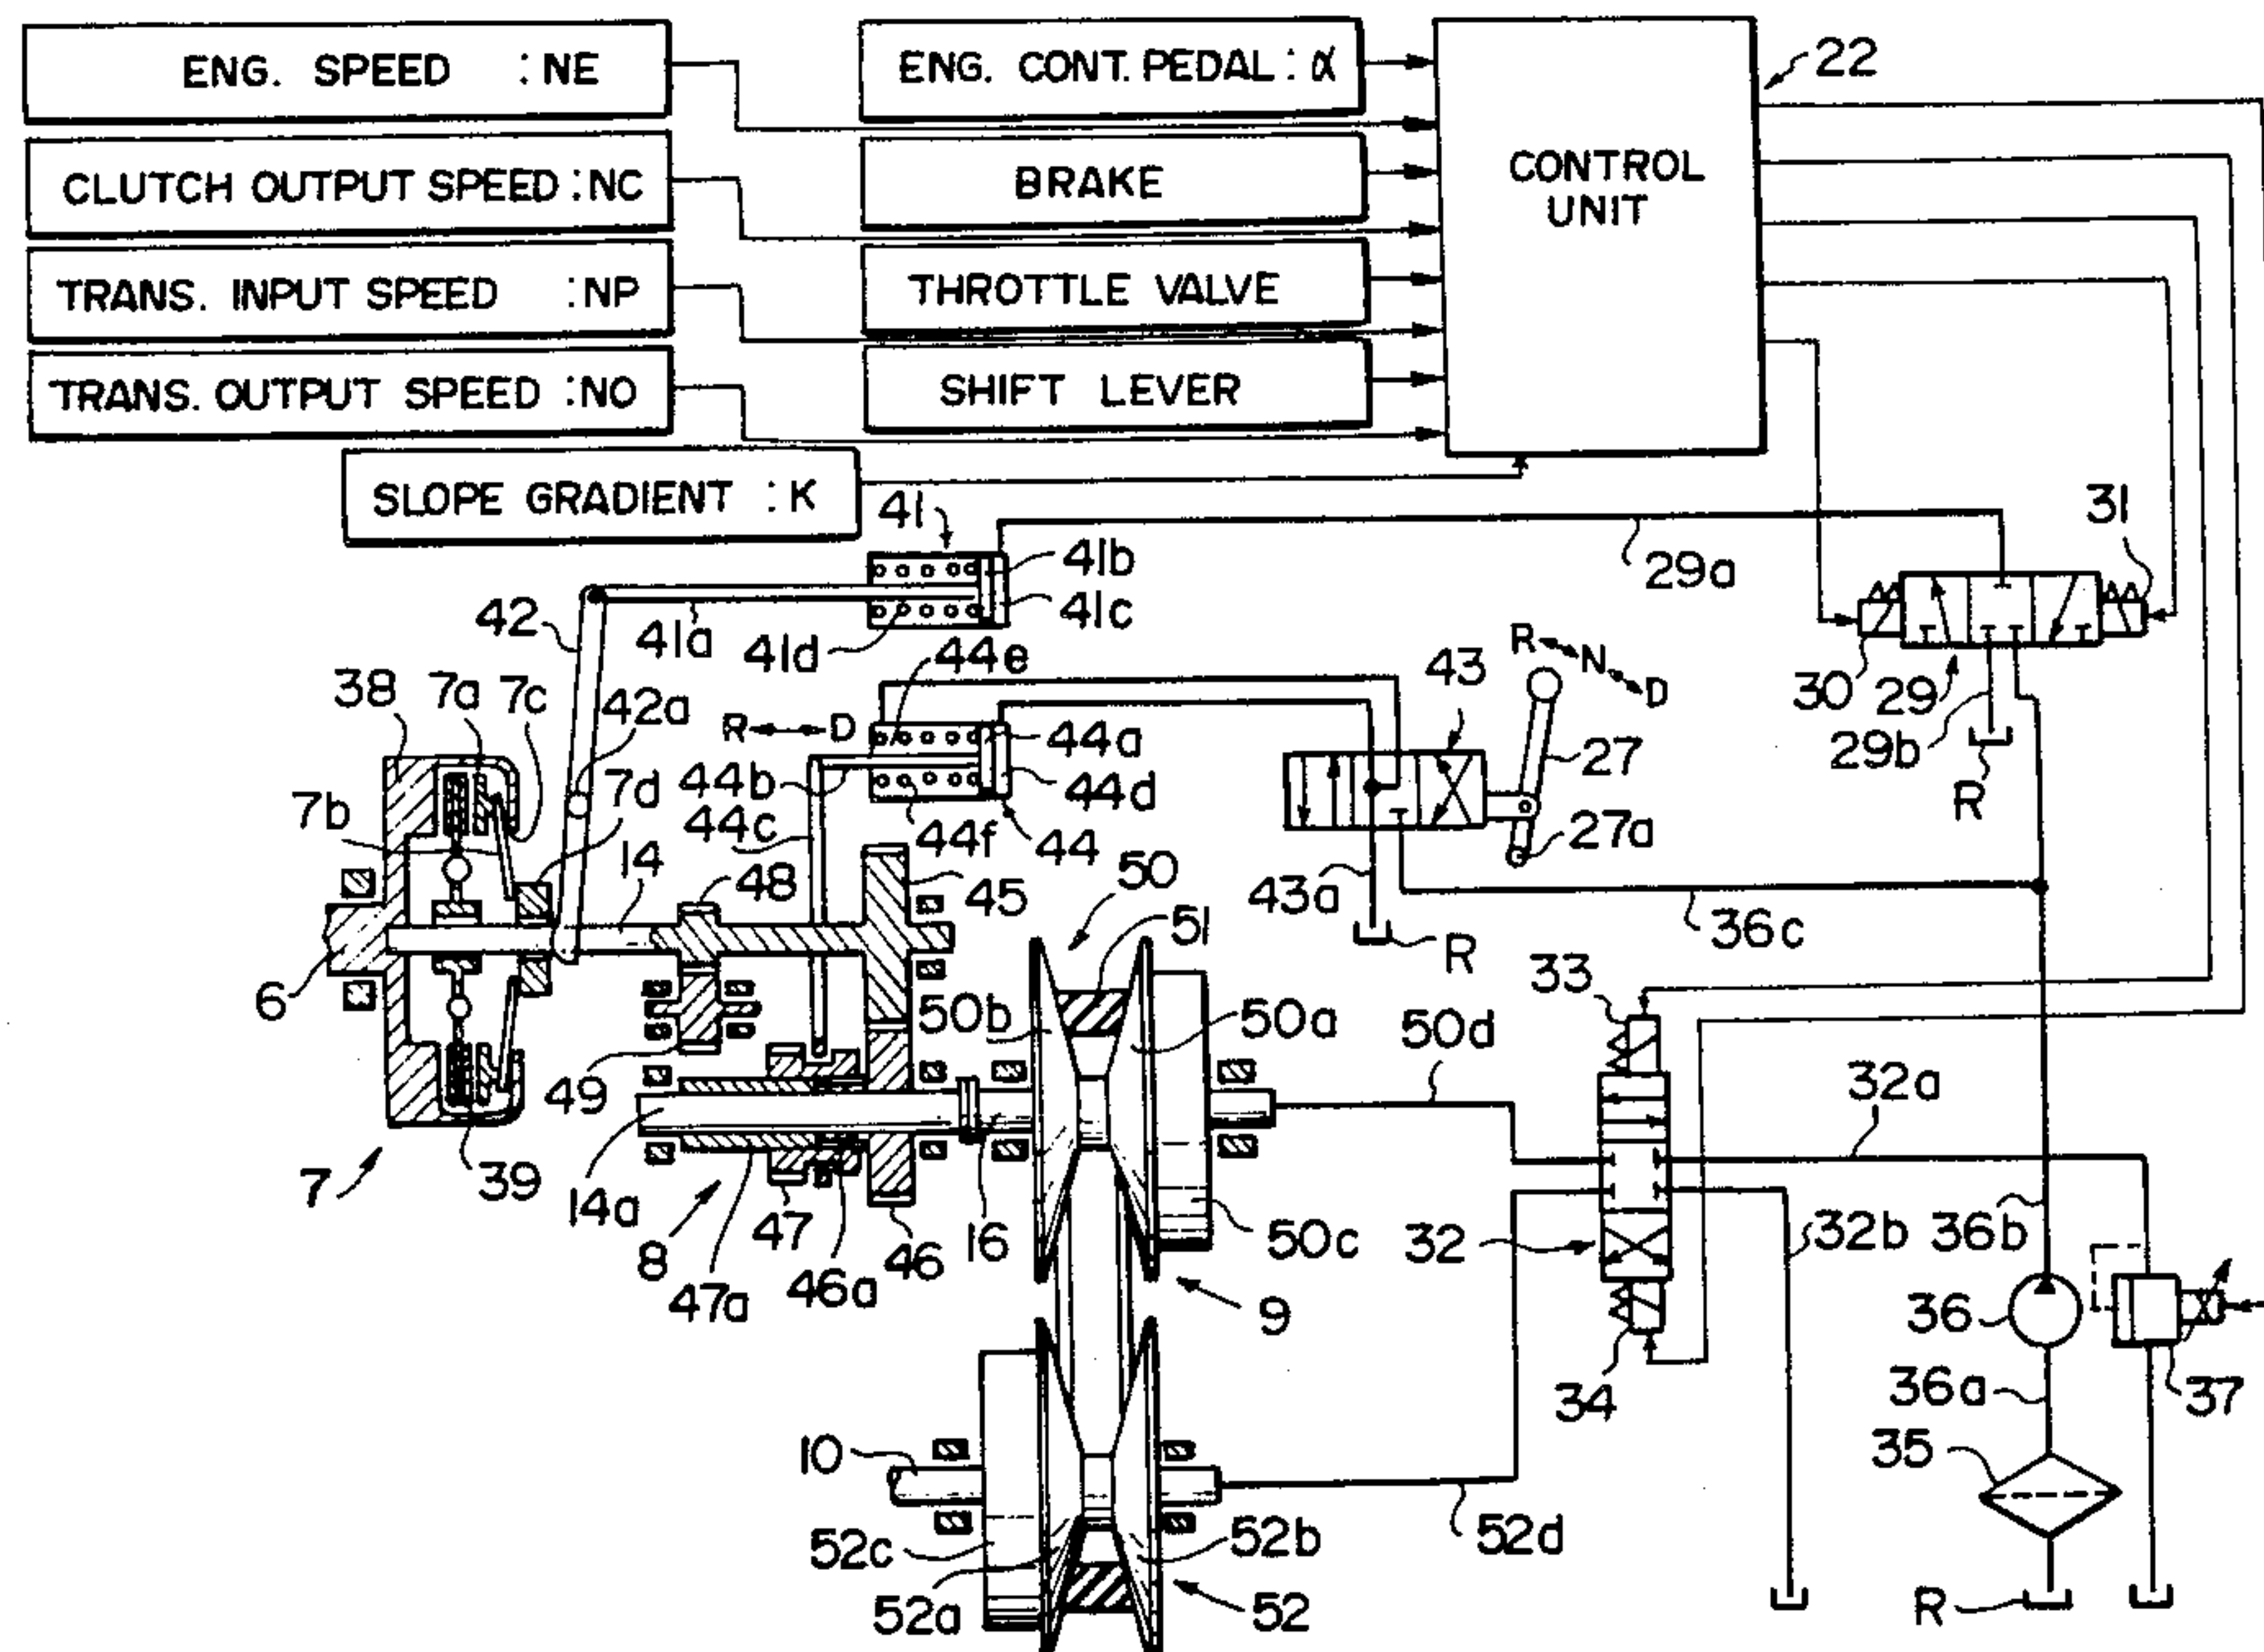 ENG. SPEED :NE
ENG. CONT. PEDAL : α
22
CLUTCH OUTPUT SPEED :NC
BRAKE
CONTROL
UNIT
TRANS. INPUT SPEED :NP
THROTTLE VALVE
TRANS. OUTPUT SPEED :NO
SHIFT LEVER
SLOPE GRADIENT : K
41
31
41b
29a
42
41c
41a
41d
R N D
44e
43
30
29
38
7a
7c
42a
R D
44a
27
29b
7b
7d
44b
44d
R
44c
44f
44
27a
14
48
45
50
43a
51
36c
R
6
33
50b
50a
50d
49
32a
7
39
14a
8
47
46
16
50c
32
32b
36b
47a
46a
9
36
34
36a
37
10
35
52c
52b
52d
52a
52
R